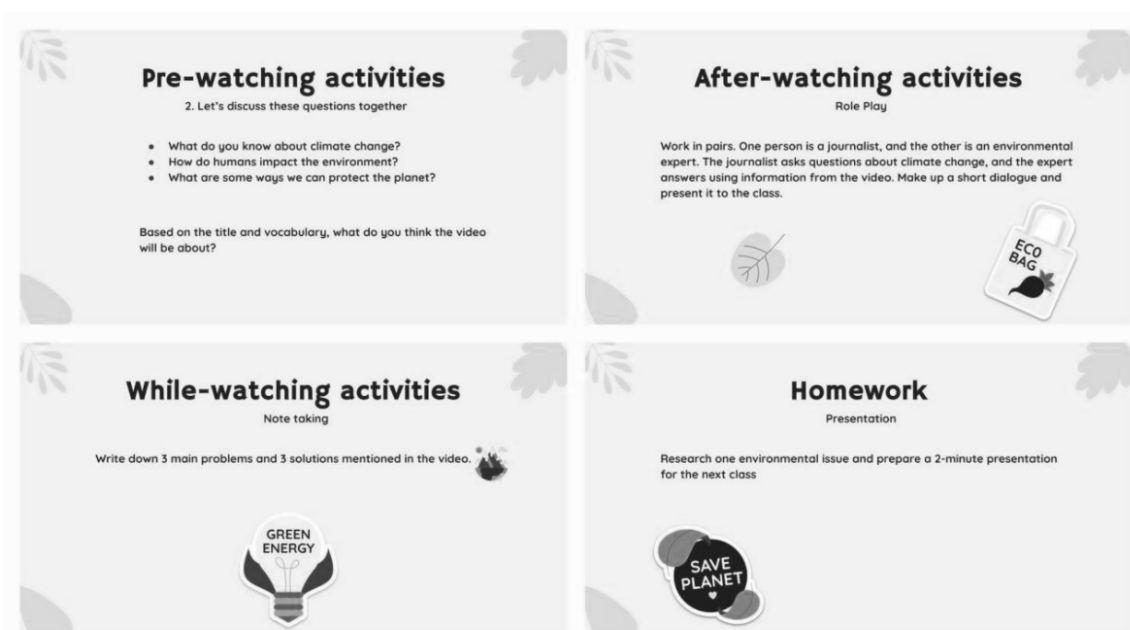 Pre-watching activities
2. Let's discuss these questions together
• What do you know about climate change?
• How do humans impact the environment?
• What are some ways we can protect the planet?
Based on the title and vocabulary, what do you think the video
will be about?
After-watching activities
Role Play
Work in pairs. One person is a journalist, and the other is an environmental
expert. The journalist asks questions about climate change, and the expert
answers using information from the video. Make up a short dialogue and
present it to the class.
ECO
BAG
While-watching activities
Note taking
Write down 3 main problems and 3 solutions mentioned in the video.
GREEN
ENERGY
Homework
Presentation
Research one environmental issue and prepare a 2-minute presentation
for the next class
SAVE
PLANET